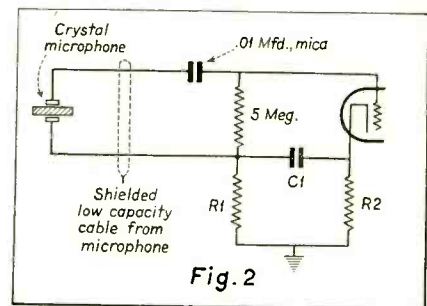 Crystal
microphone
.01 Mfd., mica
5 Meg.
C1
R1
R2
Shielded
low capacity
cable from
microphone
Fig. 2